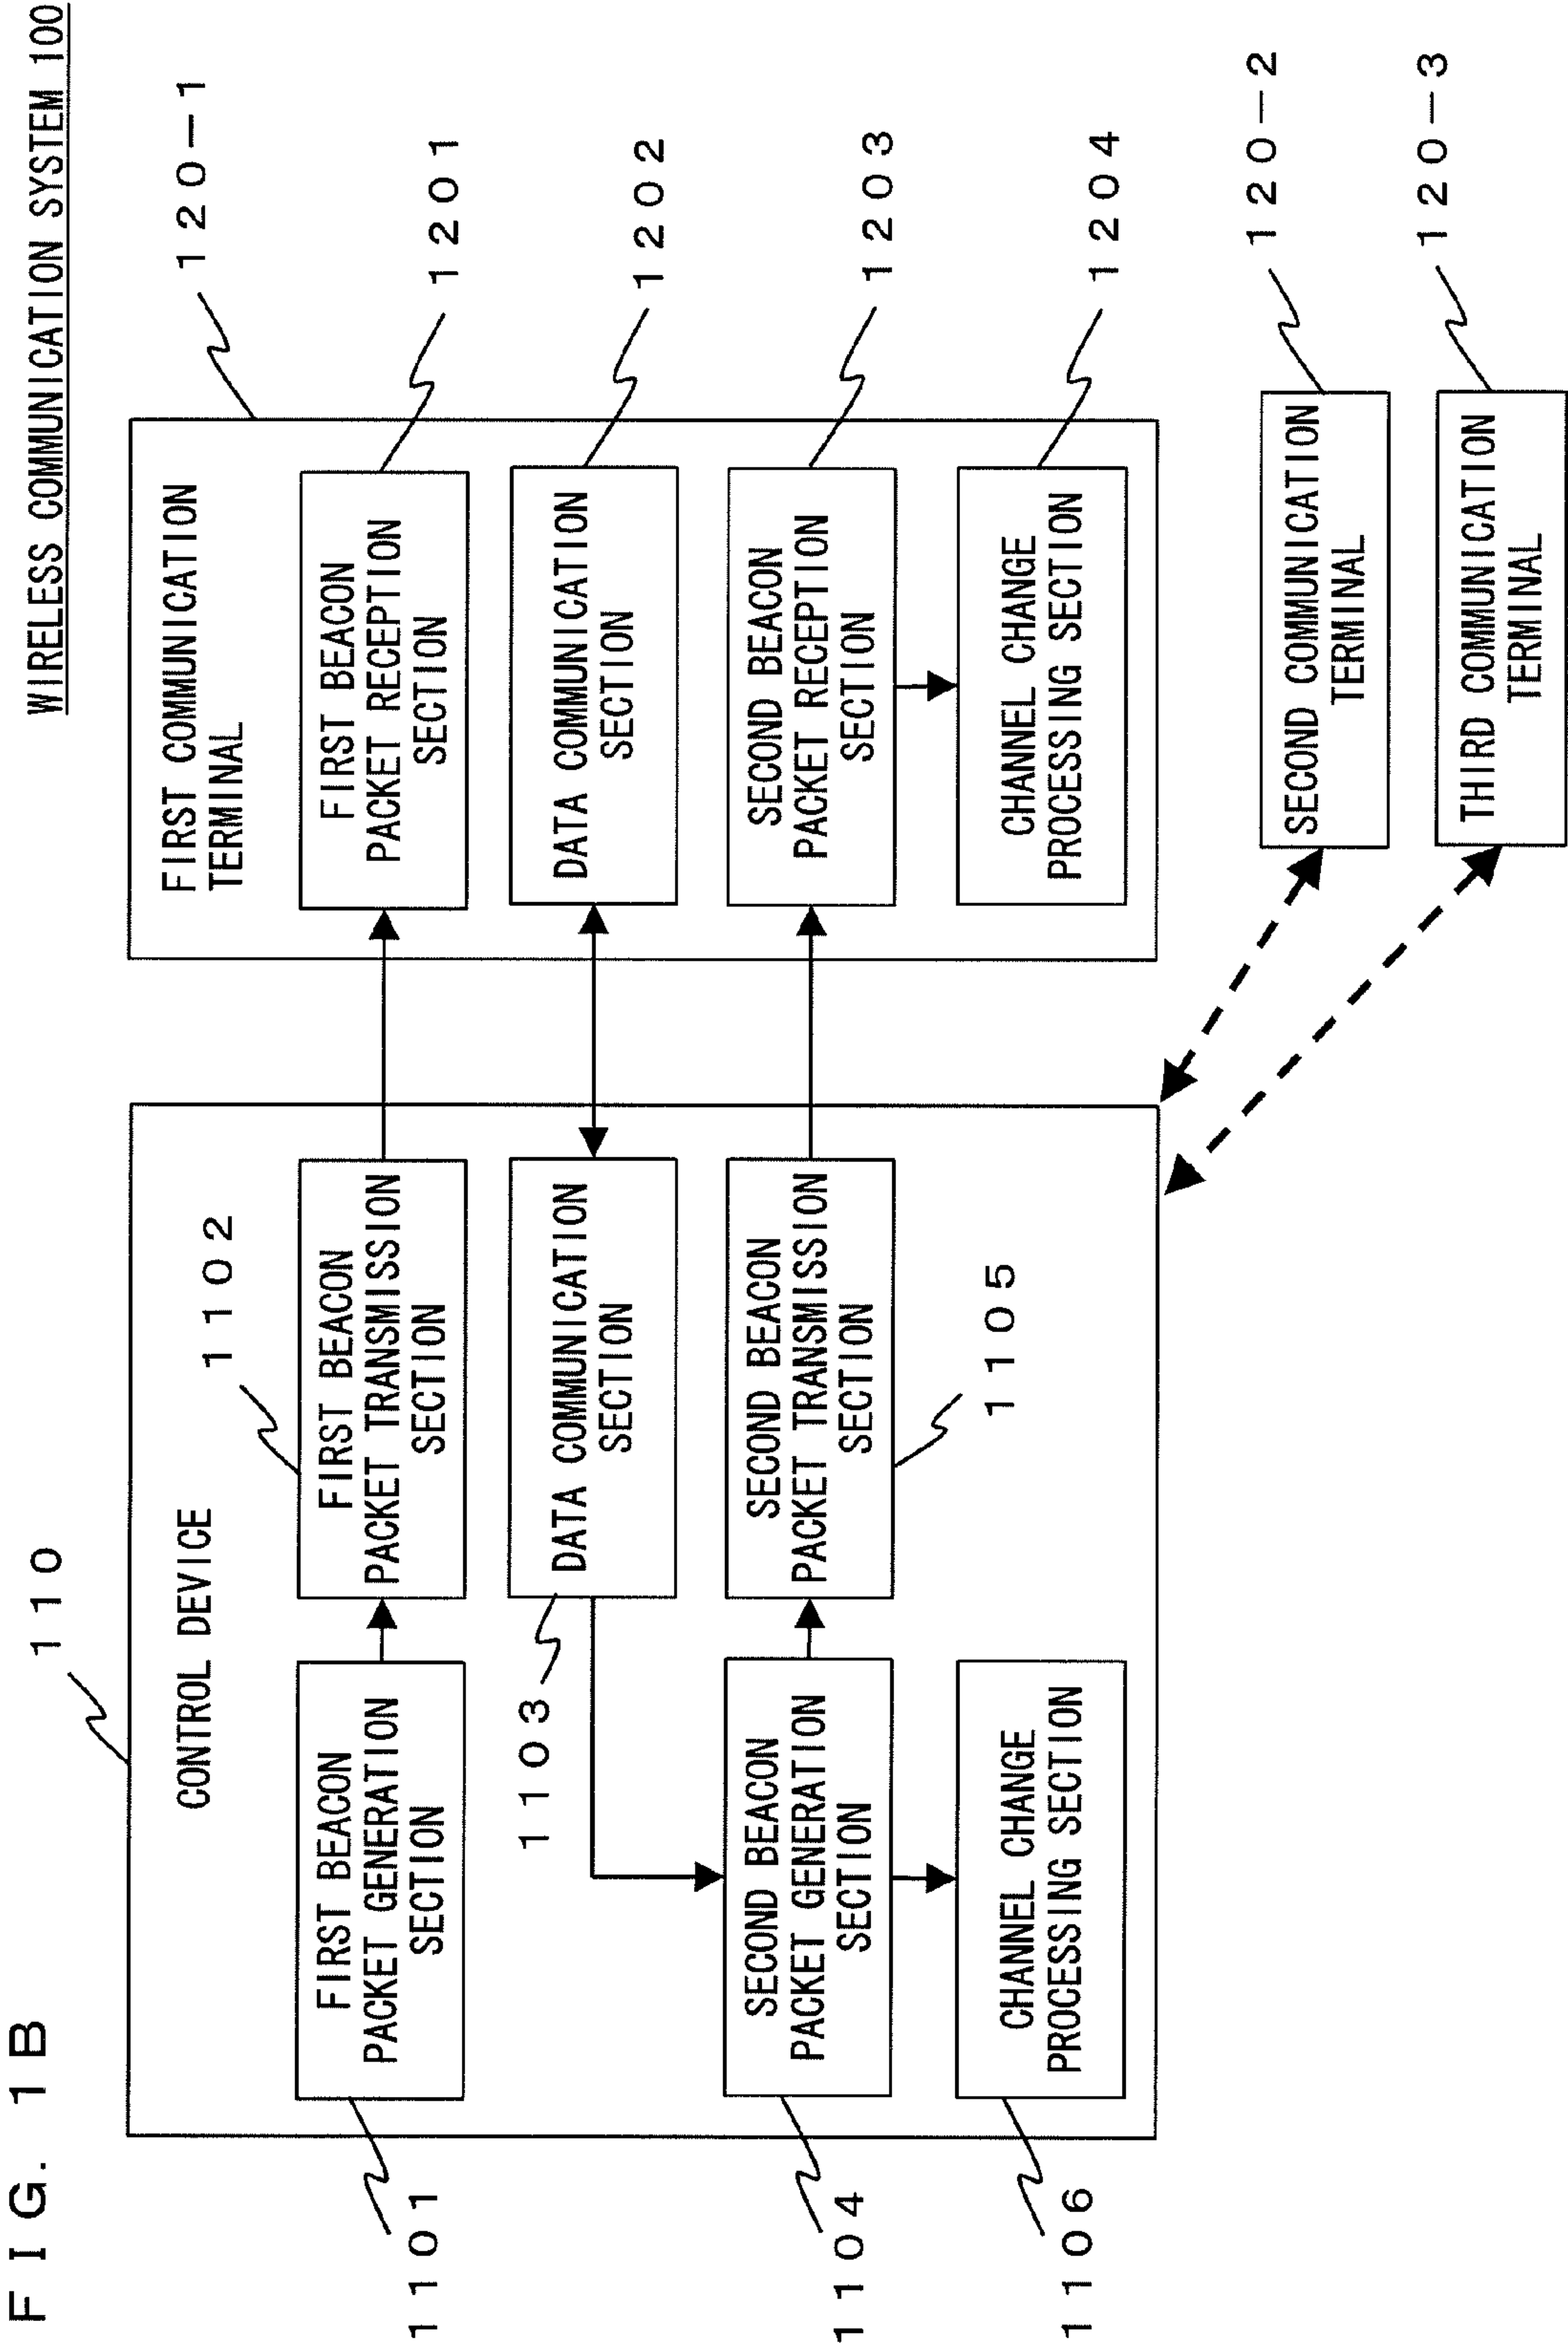 FIG. 1B
WIRELESS COMMUNICATION SYSTEM 100
110
CONTROL DEVICE
1101
FIRST BEACON
PACKET GENERATION
SECTION
1102
FIRST BEACON
PACKET TRANSMISSION
SECTION
1103
DATA COMMUNICATION
SECTION
1104
SECOND BEACON
PACKET GENERATION
SECTION
SECOND BEACON
PACKET TRANSMISSION
SECTION
1105
1106
CHANNEL CHANGE
PROCESSING SECTION
120-1
FIRST COMMUNICATION
TERMINAL
FIRST BEACON
PACKET RECEPTION
SECTION
1201
DATA COMMUNICATION
SECTION
1202
SECOND BEACON
PACKET RECEPTION
SECTION
1203
CHANNEL CHANGE
PROCESSING SECTION
1204
SECOND COMMUNICATION
TERMINAL
120-2
THIRD COMMUNICATION
TERMINAL
120-3